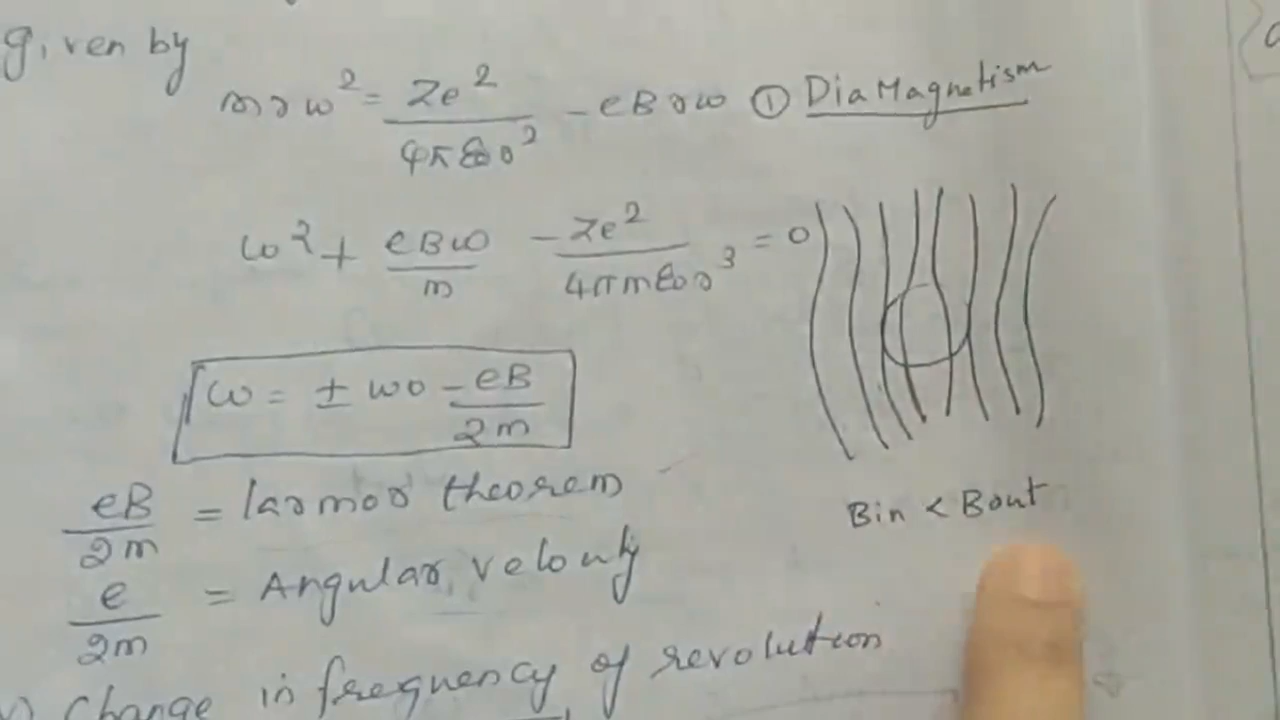 given by
mrω² = Ze² / 4πε₀r² - eBrω ① DiaMagnetism
ω² + eBω / m - Ze² / 4πmε₀r³ = 0
ω = ± ω₀ - eB / 2m
eB / 2m = larmor theorem
e / 2m = Angular velouty
Bin < Bout
change in frequency of revolution